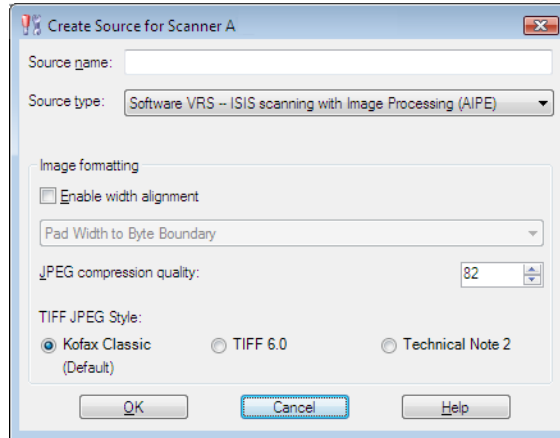 Create Source for Scanner A
Source name:
Source type: Software VRS -- ISIS scanning with Image Processing (AIPE)
Image formatting
Enable width alignment
Pad Width to Byte Boundary
JPEG compression quality: 82
TIFF JPEG Style:
Kofax Classic TIFF 6.0 Technical Note 2
(Default)
OK Cancel Help